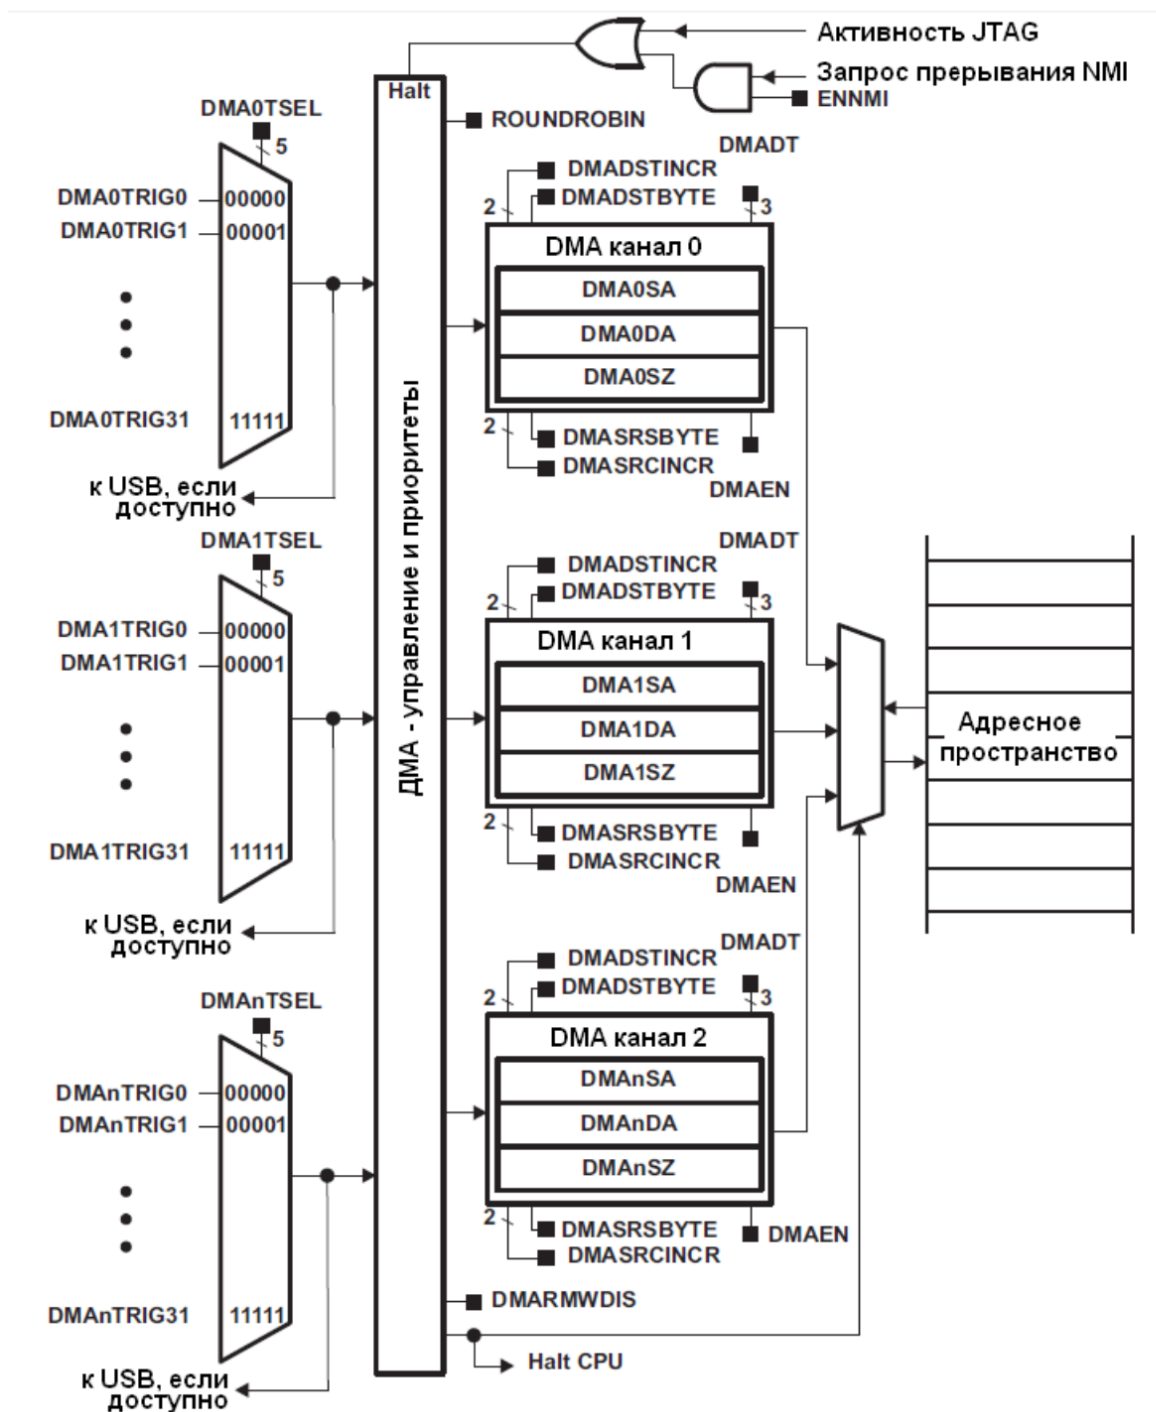 Активность JTAG
Запрос прерывания NMI
ENNMI
Halt
ROUNDROBIN
DMA0TSEL
5
DMA0TRIG0
00000
DMA0TRIG1
00001
DMA0TRIG31
11111
к USB, если
доступно
DMADT
DMADSTINCR
DMADSTBYTE
2
3
DMA канал 0
DMA0SA
DMA0DA
DMA0SZ
2
DMASRSBYTE
DMASRCINCR
DMAEN
ДМА - управление и приоритеты
DMA1TSEL
5
DMA1TRIG0
00000
DMA1TRIG1
00001
DMA1TRIG31
11111
к USB, если
доступно
DMADT
DMADSTINCR
DMADSTBYTE
2
3
DMA канал 1
DMA1SA
DMA1DA
DMA1SZ
2
DMASRSBYTE
DMASRCINCR
DMAEN
Адресное
пространство
DMAnTSEL
5
DMAnTRIG0
00000
DMAnTRIG1
00001
DMAnTRIG31
11111
к USB, если
доступно
DMADT
DMADSTINCR
DMADSTBYTE
2
3
DMA канал 2
DMAnSA
DMAnDA
DMAnSZ
2
DMASRSBYTE
DMASRCINCR
DMAEN
DMARMWDIS
Halt CPU